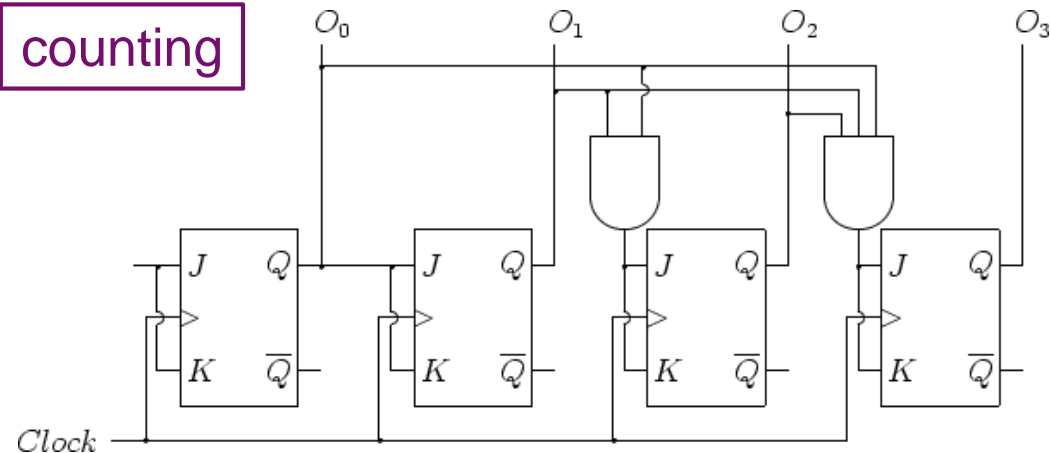 counting
O₀ O₁ O₂ O₃
J Q J Q J Q J Q
K Q̅ K Q̅ K Q̅ K Q̅
Clock